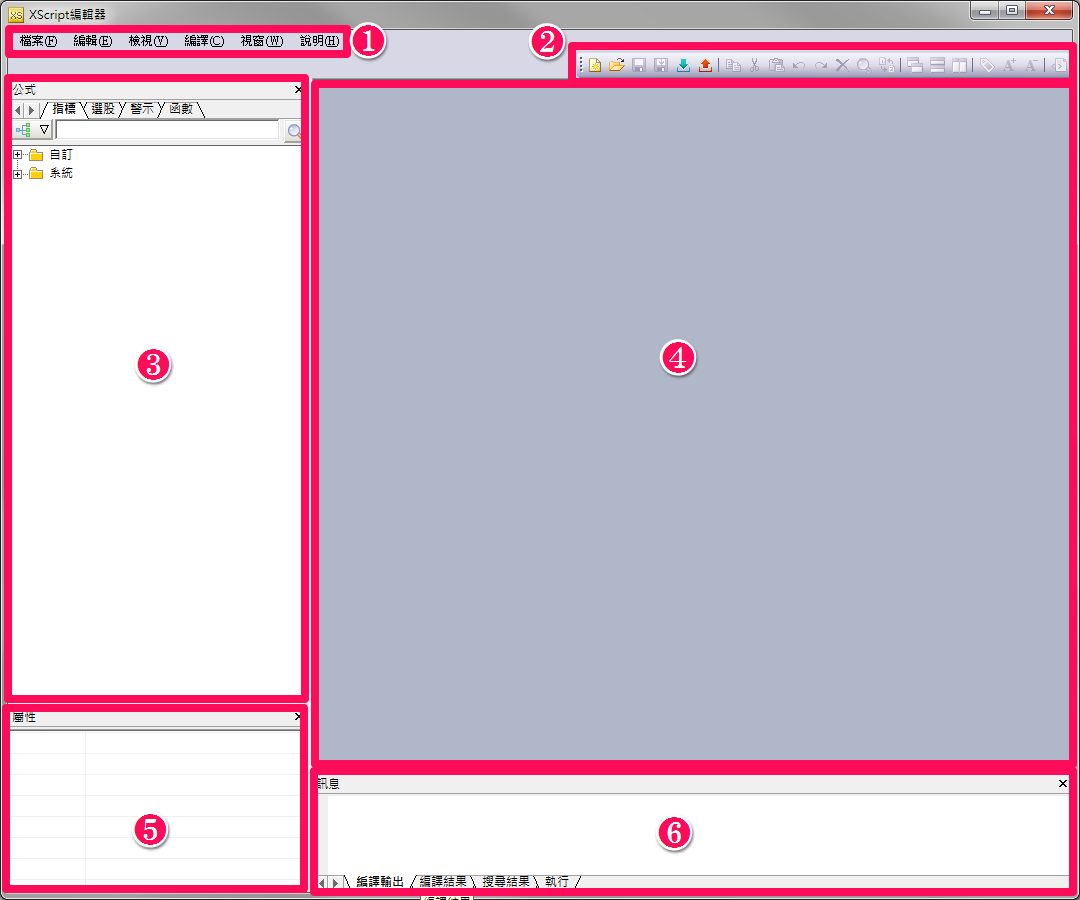 XS XScript編輯器
檔案(F) 編輯(E) 檢視(V) 編譯(C) 視窗(W) 說明(H)
1
2
公式
指標 選股 警示 函數
自訂
系統
3
4
屬性
5
訊息
6
編譯輸出 編譯結果 搜尋結果 執行